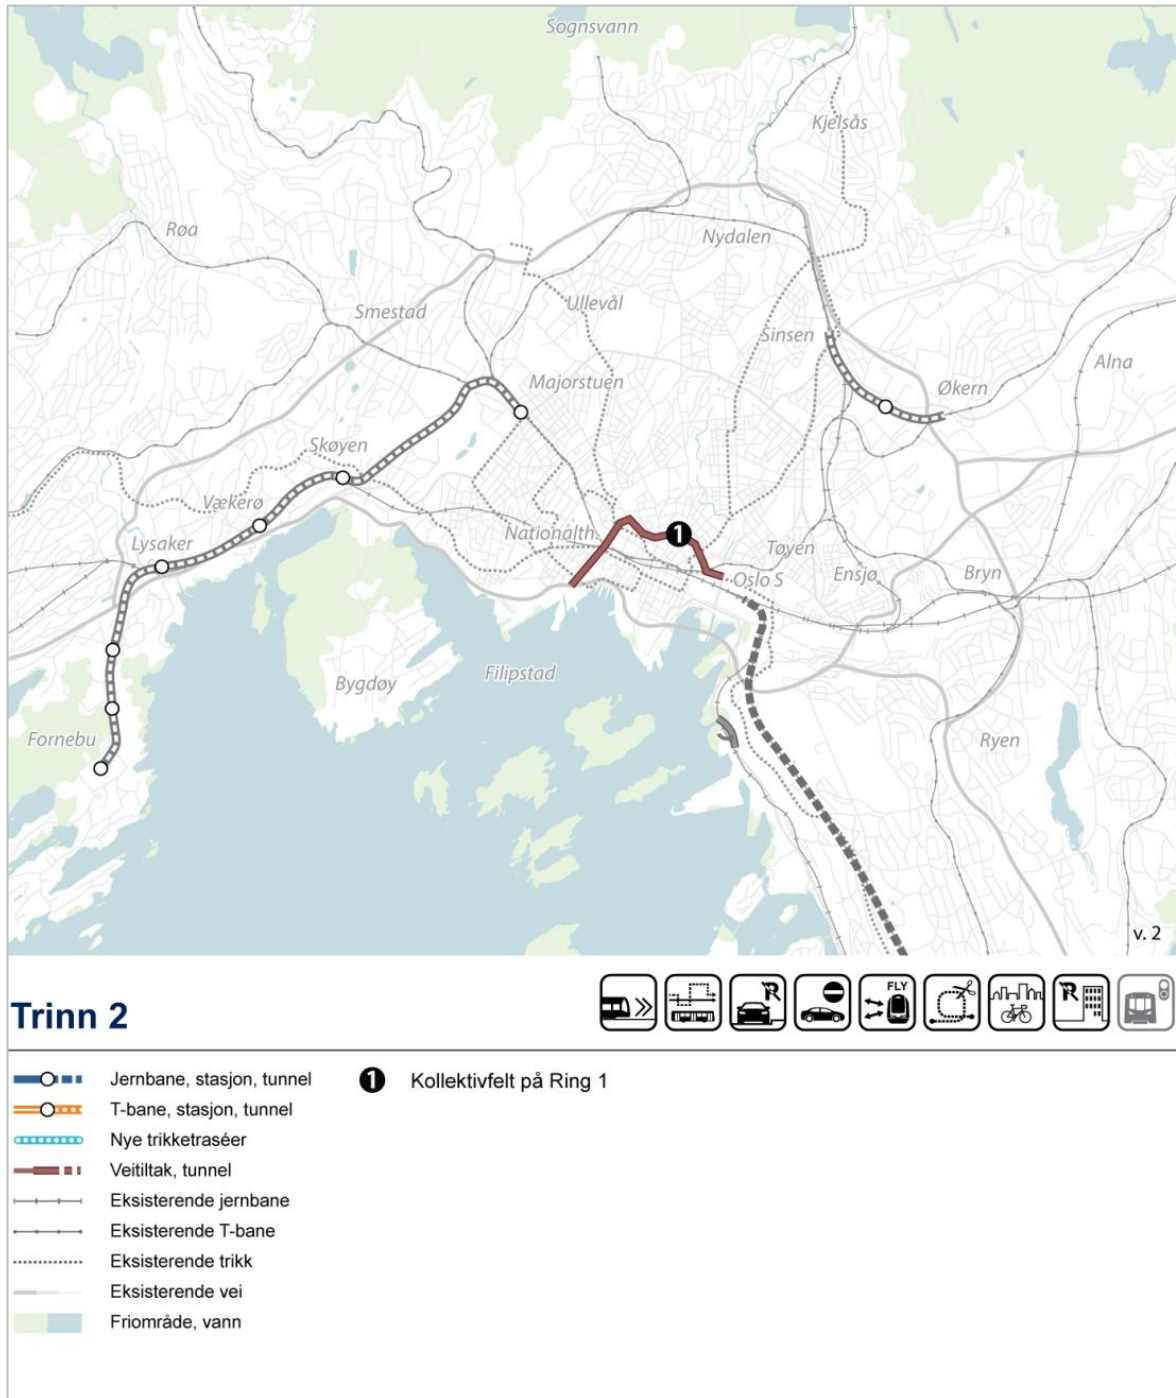 Sognsvann
Kjelsås
Røa
Nydalen
Smestad
Ullevål
Sinsen
Alna
Majorstuen
Økern
Skøyen
Vækerø
Nationalth.
1
Lysaker
Tøyen
Oslo S
Ensjø
Bryn
Filipstad
Bygdøy
Fornebu
Ryen
v. 2
Trinn 2
R
FLY
R
Jernbane, stasjon, tunnel
1 Kollektivfelt på Ring 1
T-bane, stasjon, tunnel
Nye trikketraséer
Veitiltak, tunnel
Eksisterende jernbane
Eksisterende T-bane
Eksisterende trikk
Eksisterende vei
Friområde, vann